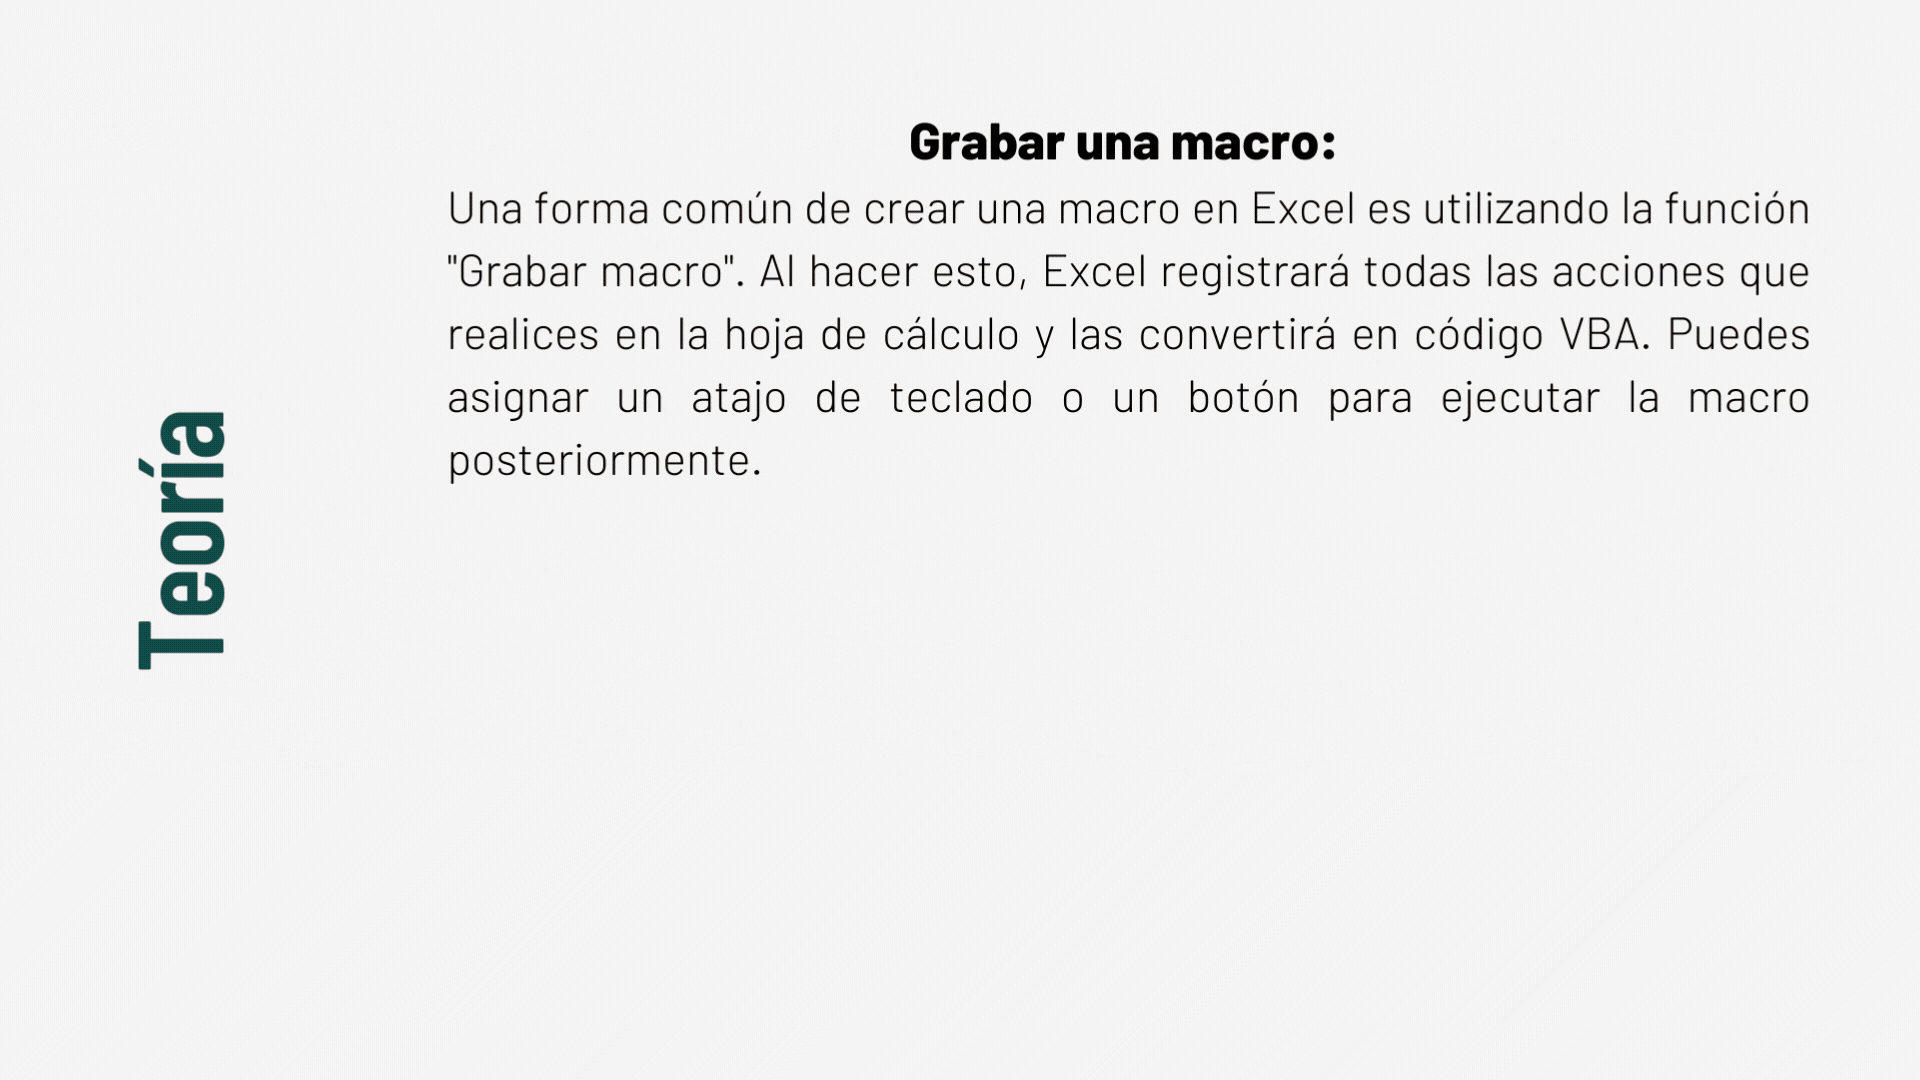 Teoría
Grabar una macro:
Una forma común de crear una macro en Excel es utilizando la función
"Grabar macro". Al hacer esto, Excel registrará todas las acciones que
realices en la hoja de cálculo y las convertirá en código VBA. Puedes
asignar un atajo de teclado o un botón para ejecutar la macro
posteriormente.